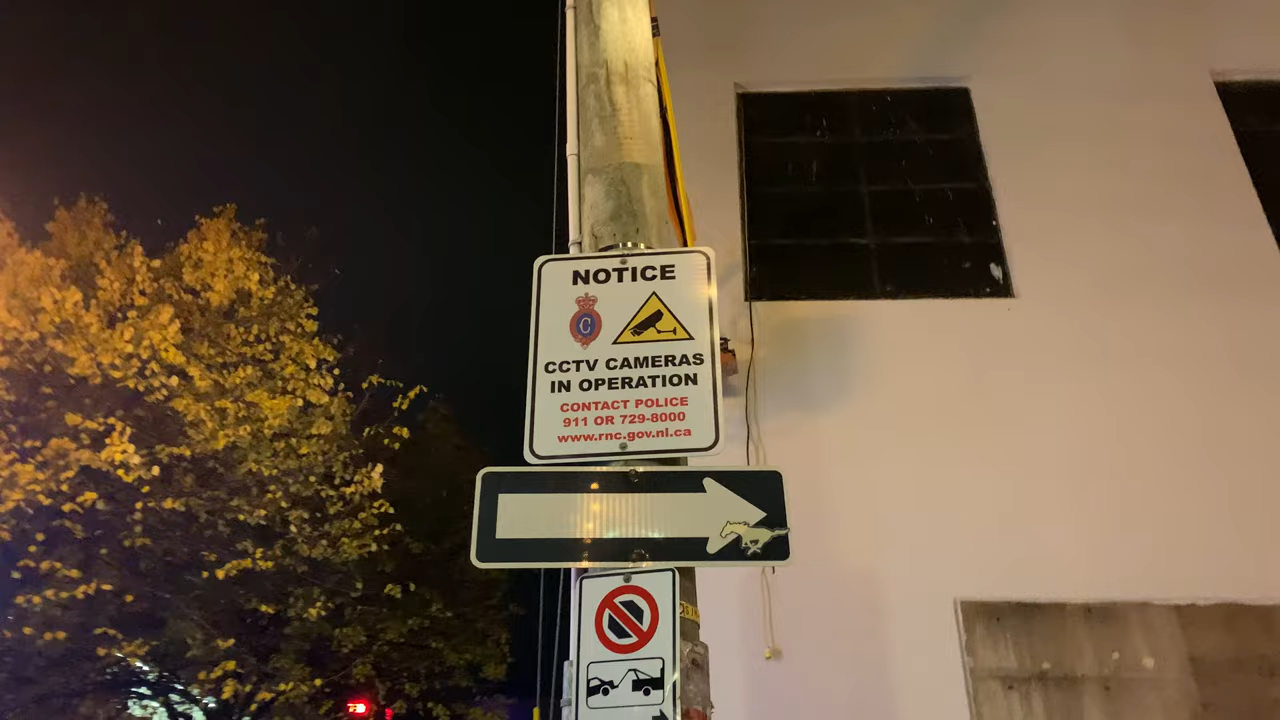 NOTICE
C
CCTV CAMERAS
IN OPERATION
CONTACT POLICE
911 OR 729-8000
www.rnc.gov.nl.ca